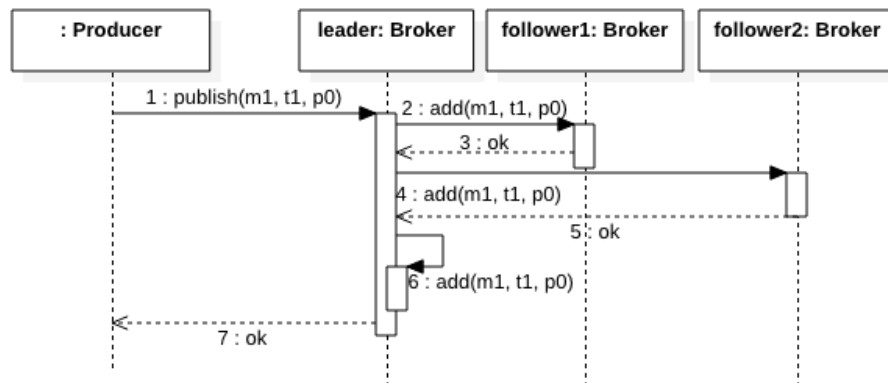 : Producer
leader: Broker
follower1: Broker
follower2: Broker
1 : publish(m1, t1, p0)
2 : add(m1, t1, p0)
3 : ok
4 : add(m1, t1, p0)
5 : ok
6 : add(m1, t1, p0)
7 : ok